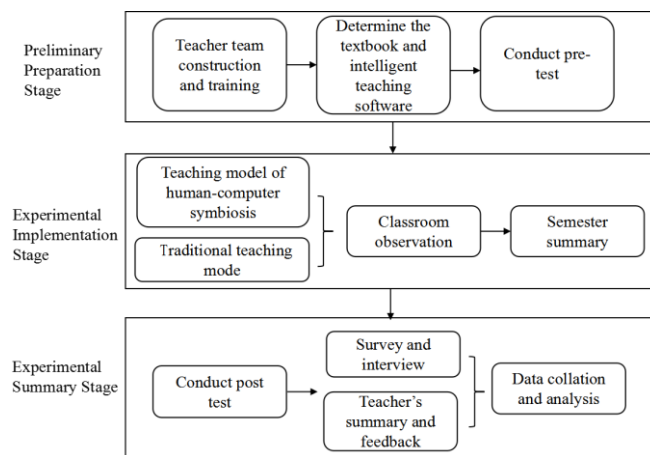 Preliminary
Preparation
Stage
Teacher team
construction
and training
Determine the
textbook and
intelligent
teaching
software
Conduct pre-
test
Experimental
Implementation
Stage
Teaching model of
human-computer
symbiosis
Traditional teaching
mode
Classroom
observation
Semester
summary
Experimental
Summary Stage
Conduct post
test
Survey and
interview
Teacher's
summary and
feedback
Data collation
and analysis